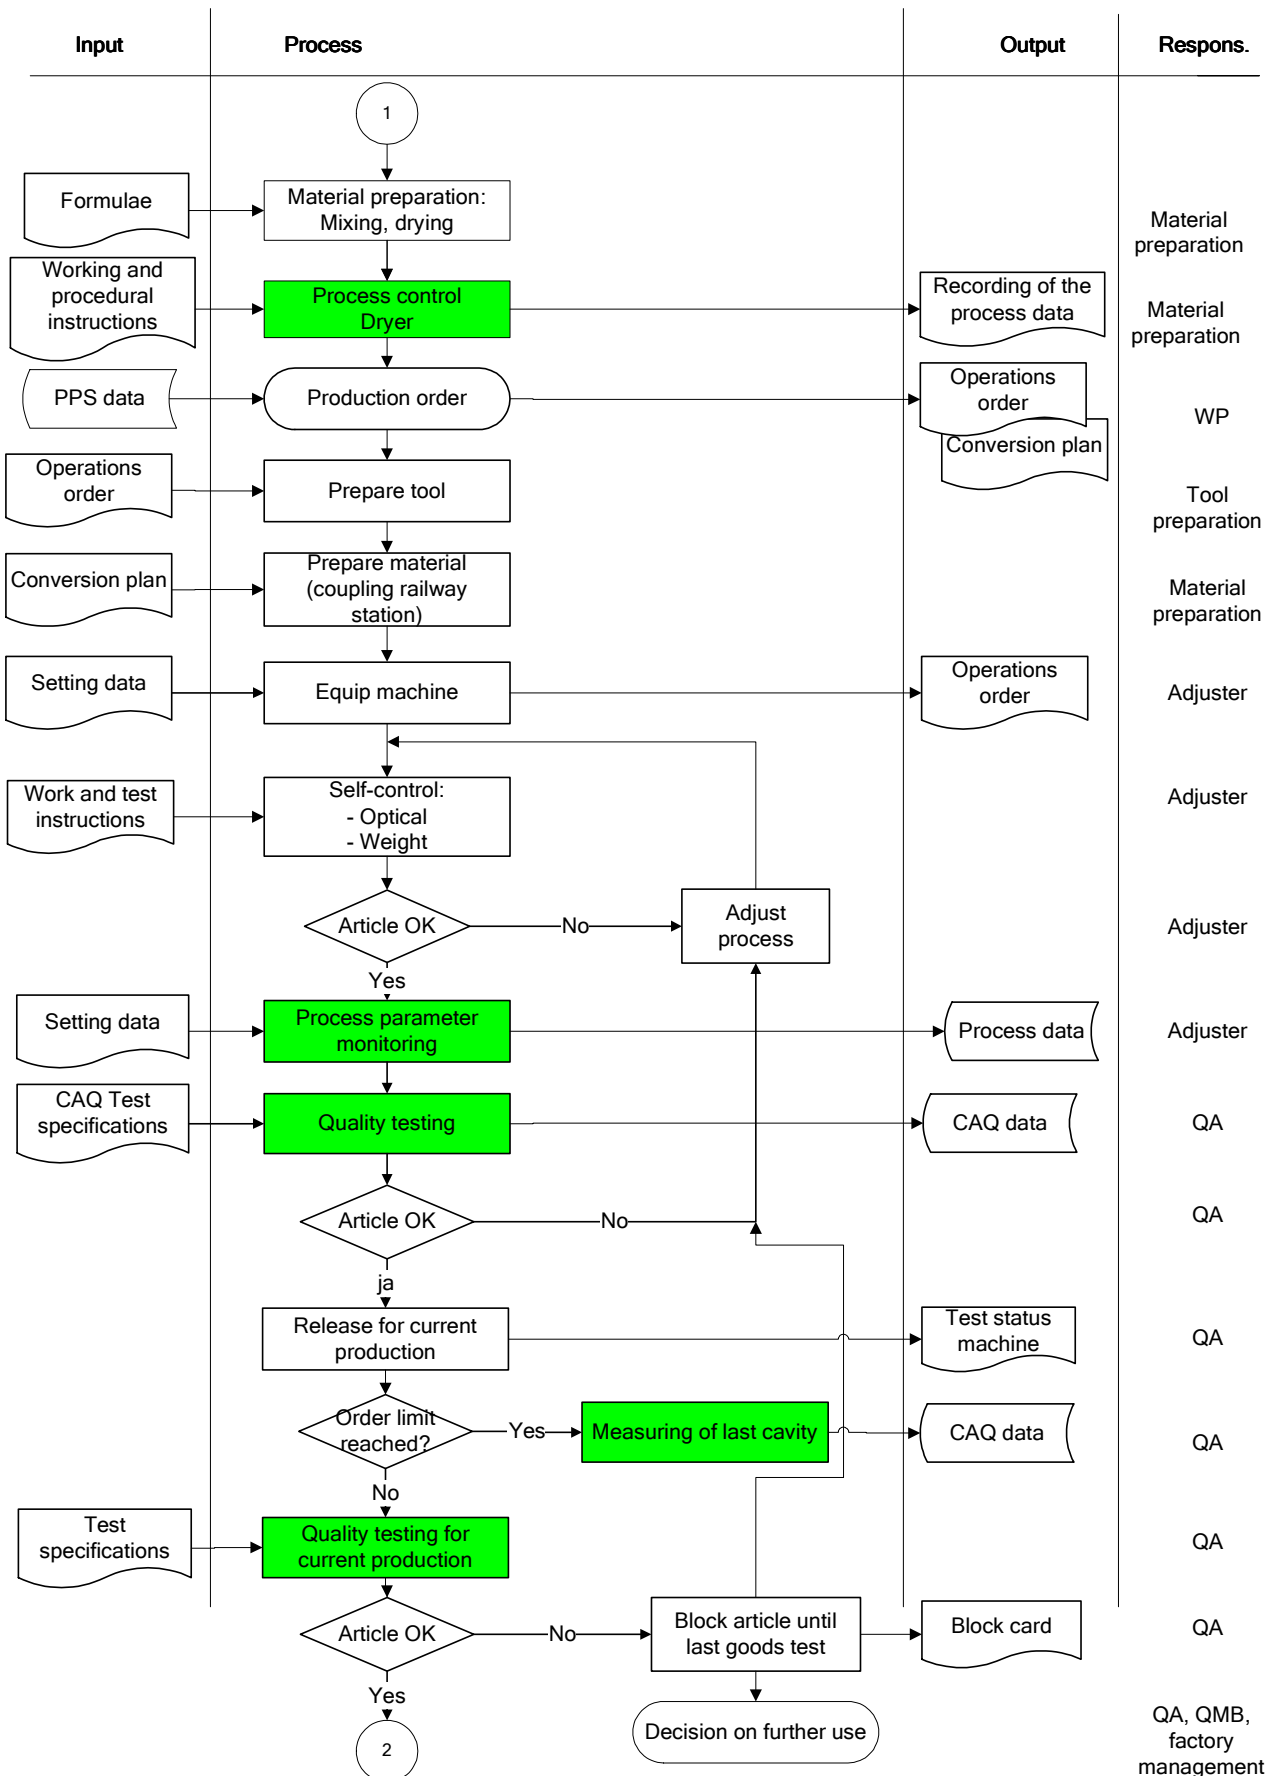 Input
Process
Output
Respons.
1
Formulae
Material preparation:
Mixing, drying
Material
preparation
Working and
procedural
instructions
Process control
Dryer
Recording of the
process data
Material
preparation
PPS data
Production order
Operations
order
Conversion plan
WP
Operations
order
Prepare tool
Tool
preparation
Conversion plan
Prepare material
(coupling railway
station)
Material
preparation
Setting data
Equip machine
Operations
order
Adjuster
Work and test
instructions
Self-control:
- Optical
- Weight
Adjuster
Article OK
No
Adjust
process
Adjuster
Yes
Setting data
Process parameter
monitoring
Process data
Adjuster
CAQ Test
specifications
Quality testing
CAQ data
QA
Article OK
No
QA
ja
Release for current
production
Test status
machine
QA
Order limit
reached?
Yes
Measuring of last cavity
CAQ data
QA
No
Test
specifications
Quality testing for
current production
QA
Article OK
No
Block article until
last goods test
Block card
QA
Yes
2
Decision on further use
QA, QMB,
factory
management